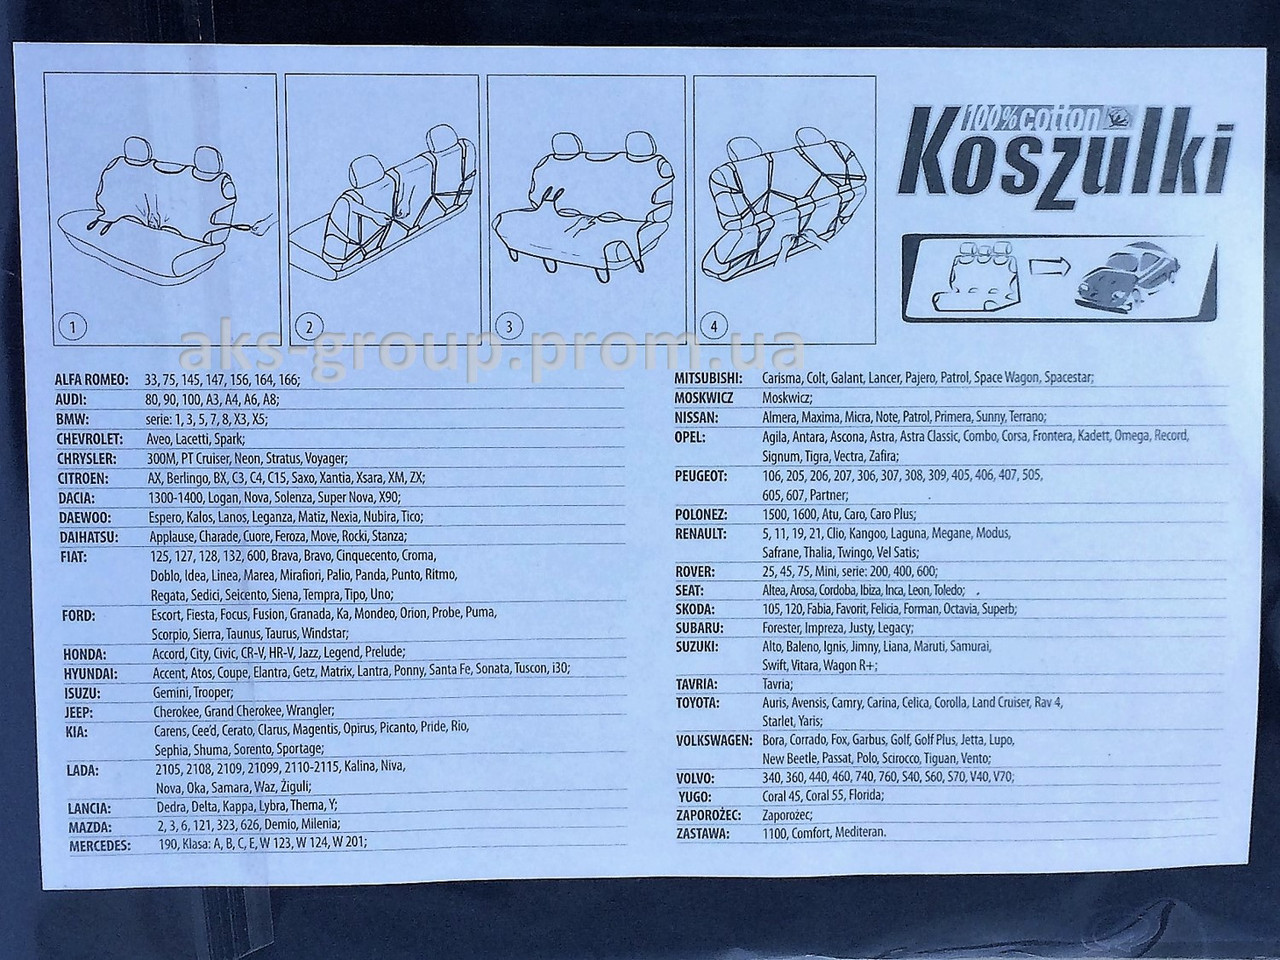 100% cotton
Koszulki
1
2
3
4
aks-group.prom.ua
ALFA ROMEO: 33, 75, 145, 147, 156, 164, 166;
AUDI: 80, 90, 100, A3, A4, A6, A8;
BMW: serie: 1, 3, 5, 7, 8, X3, X5;
CHEVROLET: Aveo, Lacetti, Spark;
CHRYSLER: 300M, PT Cruiser, Neon, Stratus, Voyager;
CITROEN: AX, Berlingo, BX, C3, C4, C15, Saxo, Xantia, Xsara, XM, ZX;
DACIA: 1300-1400, Logan, Nova, Solenza, Super Nova, X90;
DAEWOO: Espero, Kalos, Lanos, Leganza, Matiz, Nexia, Nubira, Tico;
DAIHATSU: Applause, Charade, Cuore, Feroza, Move, Rocki, Stanza;
FIAT: 125, 127, 128, 132, 600, Brava, Bravo, Cinquecento, Croma,
Doblo, Idea, Linea, Marea, Mirafiori, Palio, Panda, Punto, Ritmo,
Regata, Sedici, Seicento, Siena, Tempra, Tipo, Uno;
FORD: Escort, Fiesta, Focus, Fusion, Granada, Ka, Mondeo, Orion, Probe, Puma,
Scorpio, Sierra, Taunus, Taurus, Windstar;
HONDA: Accord, City, Civic, CR-V, HR-V, Jazz, Legend, Prelude;
HYUNDAI: Accent, Atos, Coupe, Elantra, Getz, Matrix, Lantra, Ponny, Santa Fe, Sonata, Tuscon, i30;
ISUZU: Gemini, Trooper;
JEEP: Cherokee, Grand Cherokee, Wrangler;
KIA: Carens, Cee'd, Cerato, Clarus, Magentis, Opirus, Picanto, Pride, Rio,
Sephia, Shuma, Sorento, Sportage;
LADA: 2105, 2108, 2109, 21099, 2110-2115, Kalina, Niva,
Nova, Oka, Samara, Waz, Żiguli;
LANCIA: Dedra, Delta, Kappa, Lybra, Thema, Y;
MAZDA: 2, 3, 6, 121, 323, 626, Demio, Milenia;
MERCEDES: 190, Klasa: A, B, C, E, W 123, W 124, W 201;
MITSUBISHI: Carisma, Colt, Galant, Lancer, Pajero, Patrol, Space Wagon, Spacestar;
MOSKWICZ Moskwicz;
NISSAN: Almera, Maxima, Micra, Note, Patrol, Primera, Sunny, Terrano;
OPEL: Agila, Antara, Ascona, Astra, Astra Classic, Combo, Corsa, Frontera, Kadett, Omega, Record,
Signum, Tigra, Vectra, Zafira;
PEUGEOT: 106, 205, 206, 207, 306, 307, 308, 309, 405, 406, 407, 505,
605, 607, Partner;
POLONEZ: 1500, 1600, Atu, Caro, Caro Plus;
RENAULT: 5, 11, 19, 21, Clio, Kangoo, Laguna, Megane, Modus,
Safrane, Thalia, Twingo, Vel Satis;
ROVER: 25, 45, 75, Mini, serie: 200, 400, 600;
SEAT: Altea, Arosa, Cordoba, Ibiza, Inca, Leon, Toledo;
SKODA: 105, 120, Fabia, Favorit, Felicia, Forman, Octavia, Superb;
SUBARU: Forester, Impreza, Justy, Legacy;
SUZUKI: Alto, Baleno, Ignis, Jimny, Liana, Maruti, Samurai,
Swift, Vitara, Wagon R+;
TAVRIA: Tavria;
TOYOTA: Auris, Avensis, Camry, Carina, Celica, Corolla, Land Cruiser, Rav 4,
Starlet, Yaris;
VOLKSWAGEN: Bora, Corrado, Fox, Garbus, Golf, Golf Plus, Jetta, Lupo,
New Beetle, Passat, Polo, Scirocco, Tiguan, Vento;
VOLVO: 340, 360, 440, 460, 740, 760, S40, S60, S70, V40, V70;
YUGO: Coral 45, Coral 55, Florida;
ZAPOROŻEC: Zaporożec;
ZASTAWA: 1100, Comfort, Mediteran.